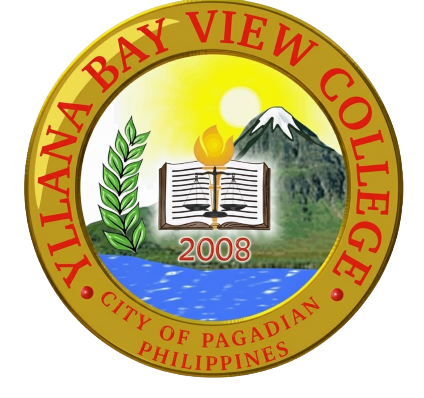 YLLANA BAY VIEW COLLEGE
2008
CITY OF PAGADIAN
PHILIPPINES